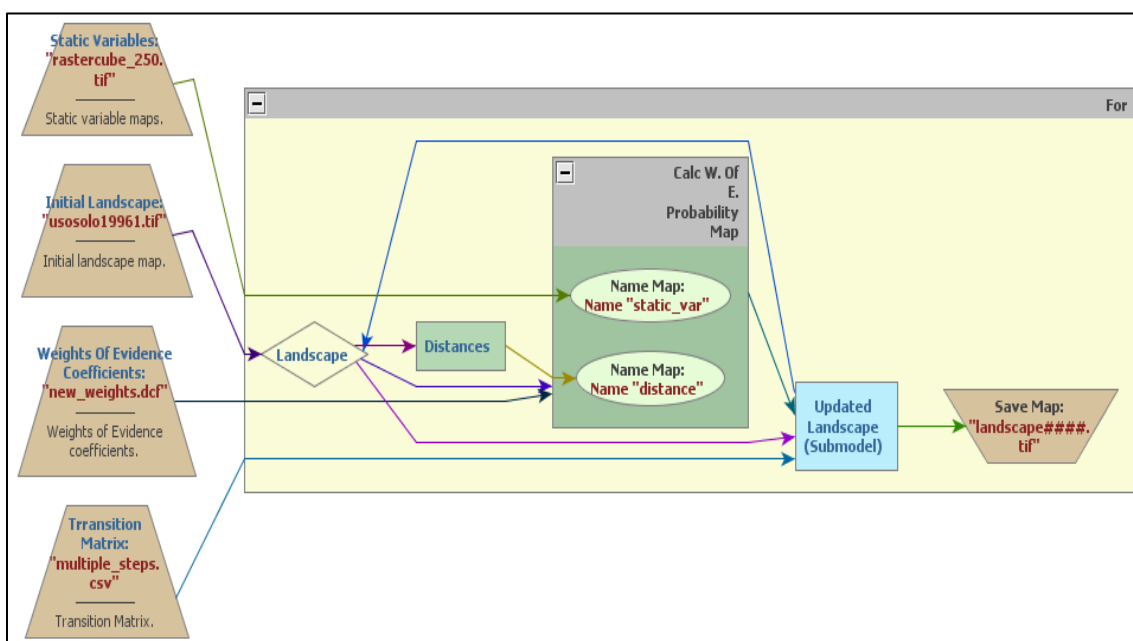 Static Variables:
"rastercube_250.
tif"
Static variable maps.
Initial Landscape:
"usosolo19961.tif"
Initial landscape map.
Weights Of Evidence
Coefficients:
"new_weights.dcf"
Weights of Evidence
coefficients.
Trransition
Matrix:
"multiple_steps.
csv"
Transition Matrix.
For
Calc W. Of
E.
Probability
Map
Name Map:
Name "static_var"
Landscape
Distances
Name Map:
Name "distance"
Updated
Landscape
(Submodel)
Save Map:
"landscape####.
tif"